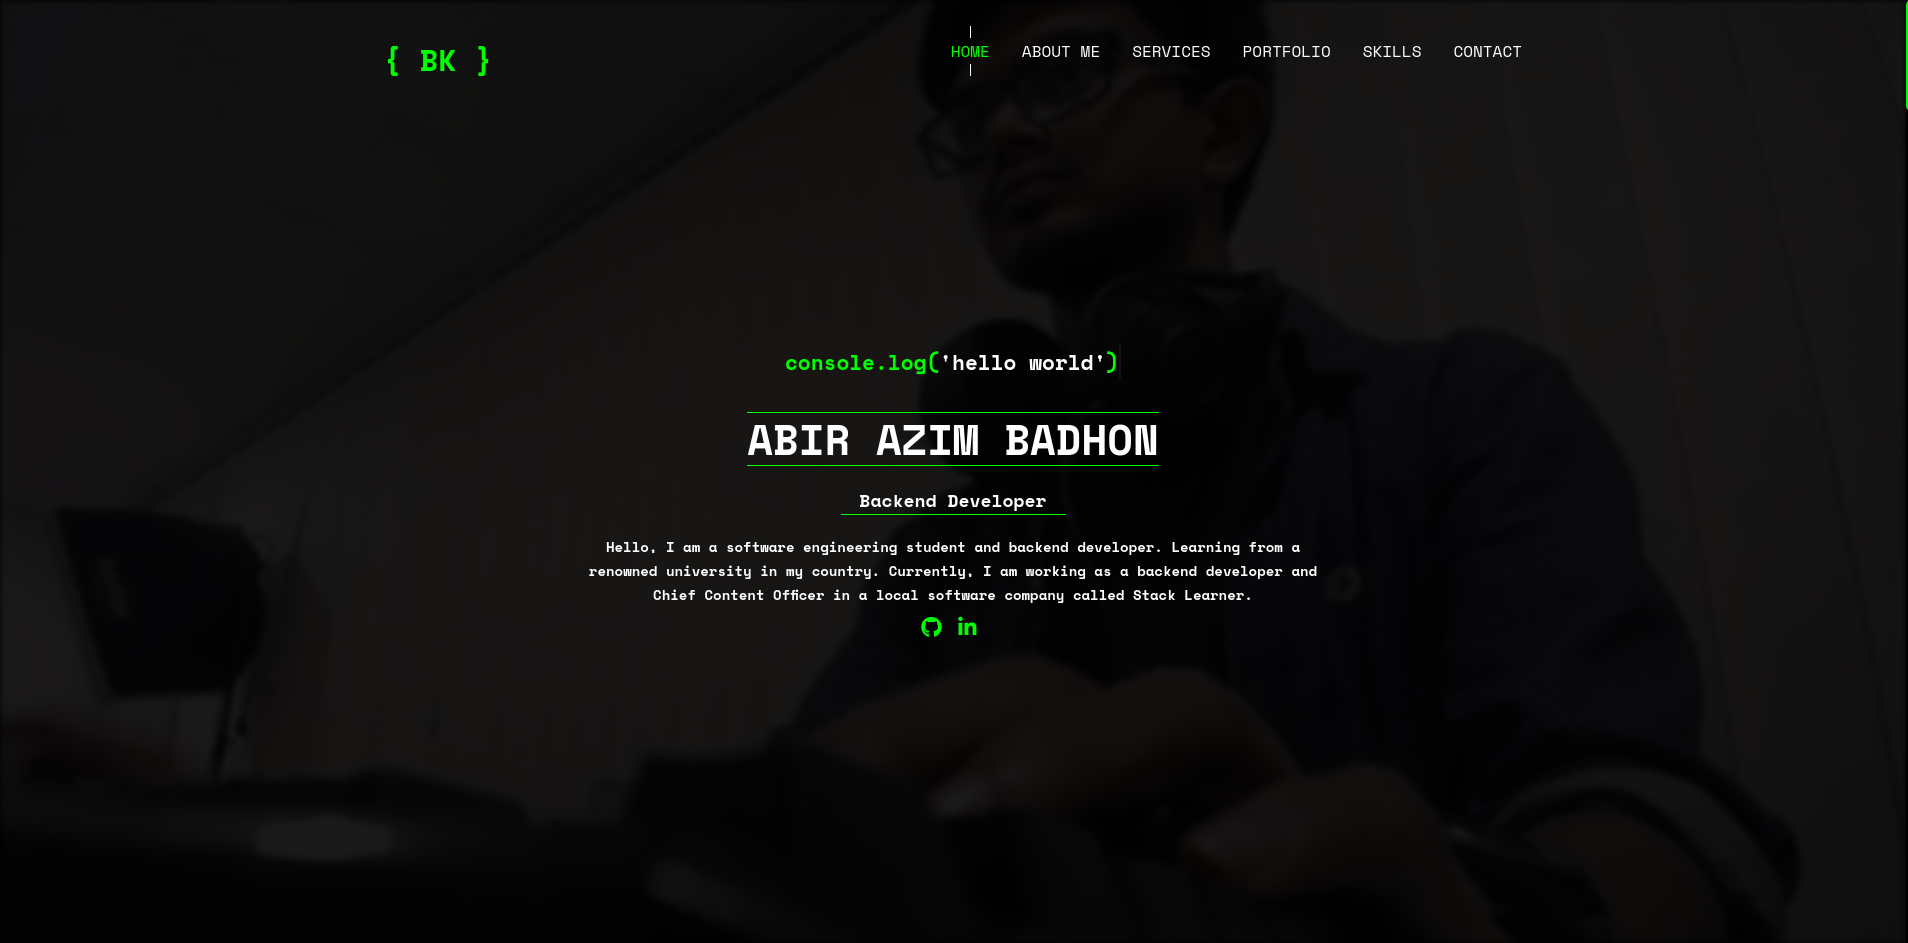 { BK }
HOME ABOUT ME SERVICES PORTFOLIO SKILLS CONTACT
console.log('hello world')
ABIR AZIM BADHON
Backend Developer
Hello, I am a software engineering student and backend developer. Learning from a
renowned university in my country. Currently, I am working as a backend developer and
Chief Content Officer in a local software company called Stack Learner.
in